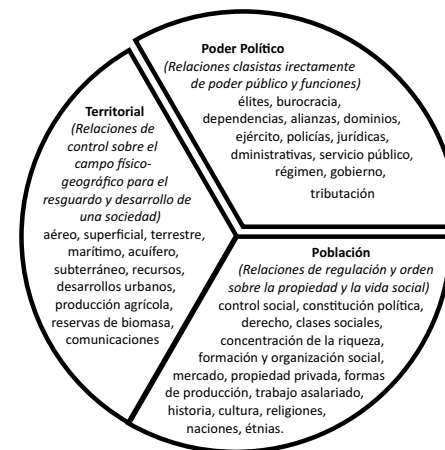 Poder Político
(Relaciones clasistas irectamente
de poder público y funciones)
élites, burocracia,
dependencias, alianzas, dominios,
ejército, policías, jurídicas,
dministrativas, servicio público,
régimen, gobierno,
tributación
Territorial
(Relaciones de
control sobre el
campo físico-
geográfico para el
resguardo y desarrollo de
una sociedad)
aéreo, superficial, terrestre,
marítimo, acuífero,
subterráneo, recursos,
desarrollos urbanos,
producción agrícola,
reservas de biomasa,
comunicaciones
Población
(Relaciones de regulación y orden
sobre la propiedad y la vida social)
control social, constitución política,
derecho, clases sociales,
concentración de la riqueza,
formación y organización social,
mercado, propiedad privada, formas
de producción, trabajo asalariado,
historia, cultura, religiones,
naciones, étnias.